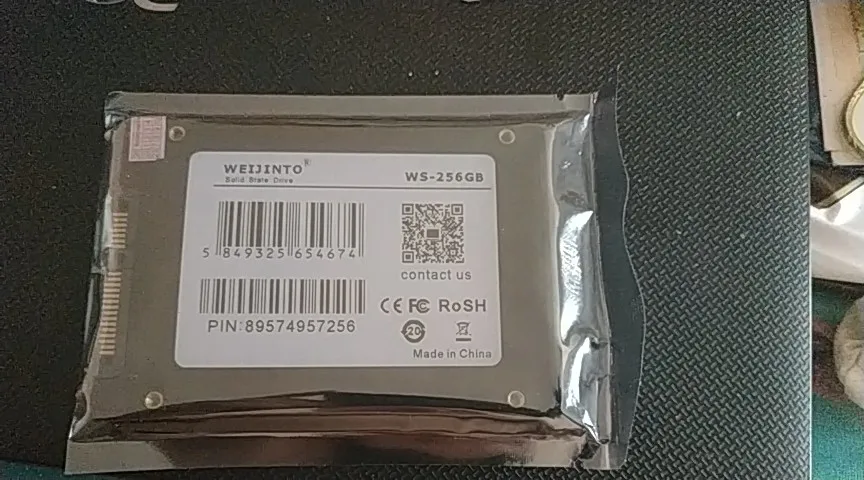 WEIJINTO®
Solid State Drive
WS-256GB
5 849325 654674
contact us
PIN:89574957256
CE FC RoSH
20
Made in China